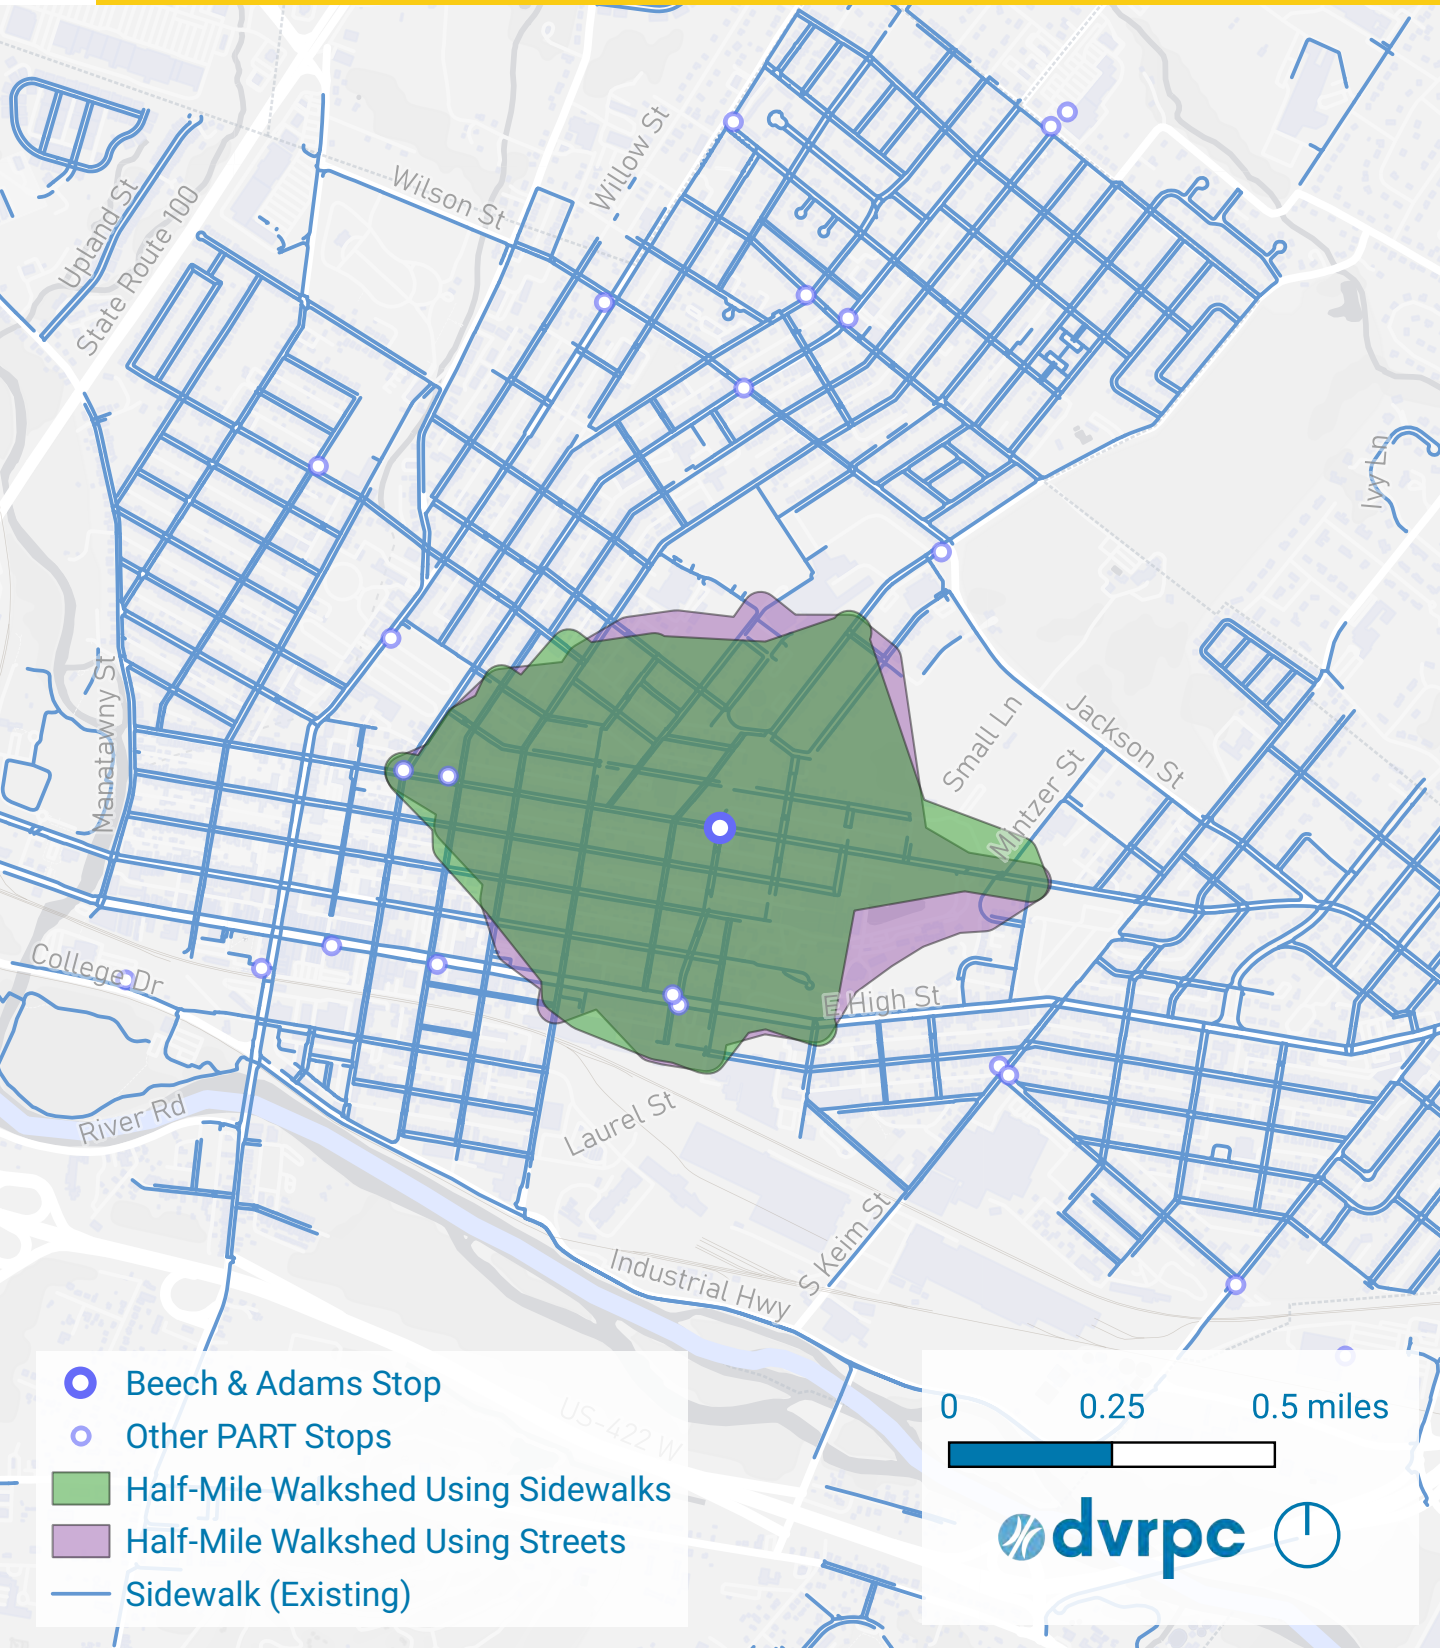 Willow St
Wilson St
Upland St
State Route 100
Ivy Ln
Manatawny St
Small Ln
Jackson St
Mintzer St
College Dr
E High St
River Rd
Laurel St
S Keim St
Industrial Hwy
US-422 W
Beech & Adams Stop
Other PART Stops
Half-Mile Walkshed Using Sidewalks
Half-Mile Walkshed Using Streets
Sidewalk (Existing)
0 0.25 0.5 miles
dvrpc